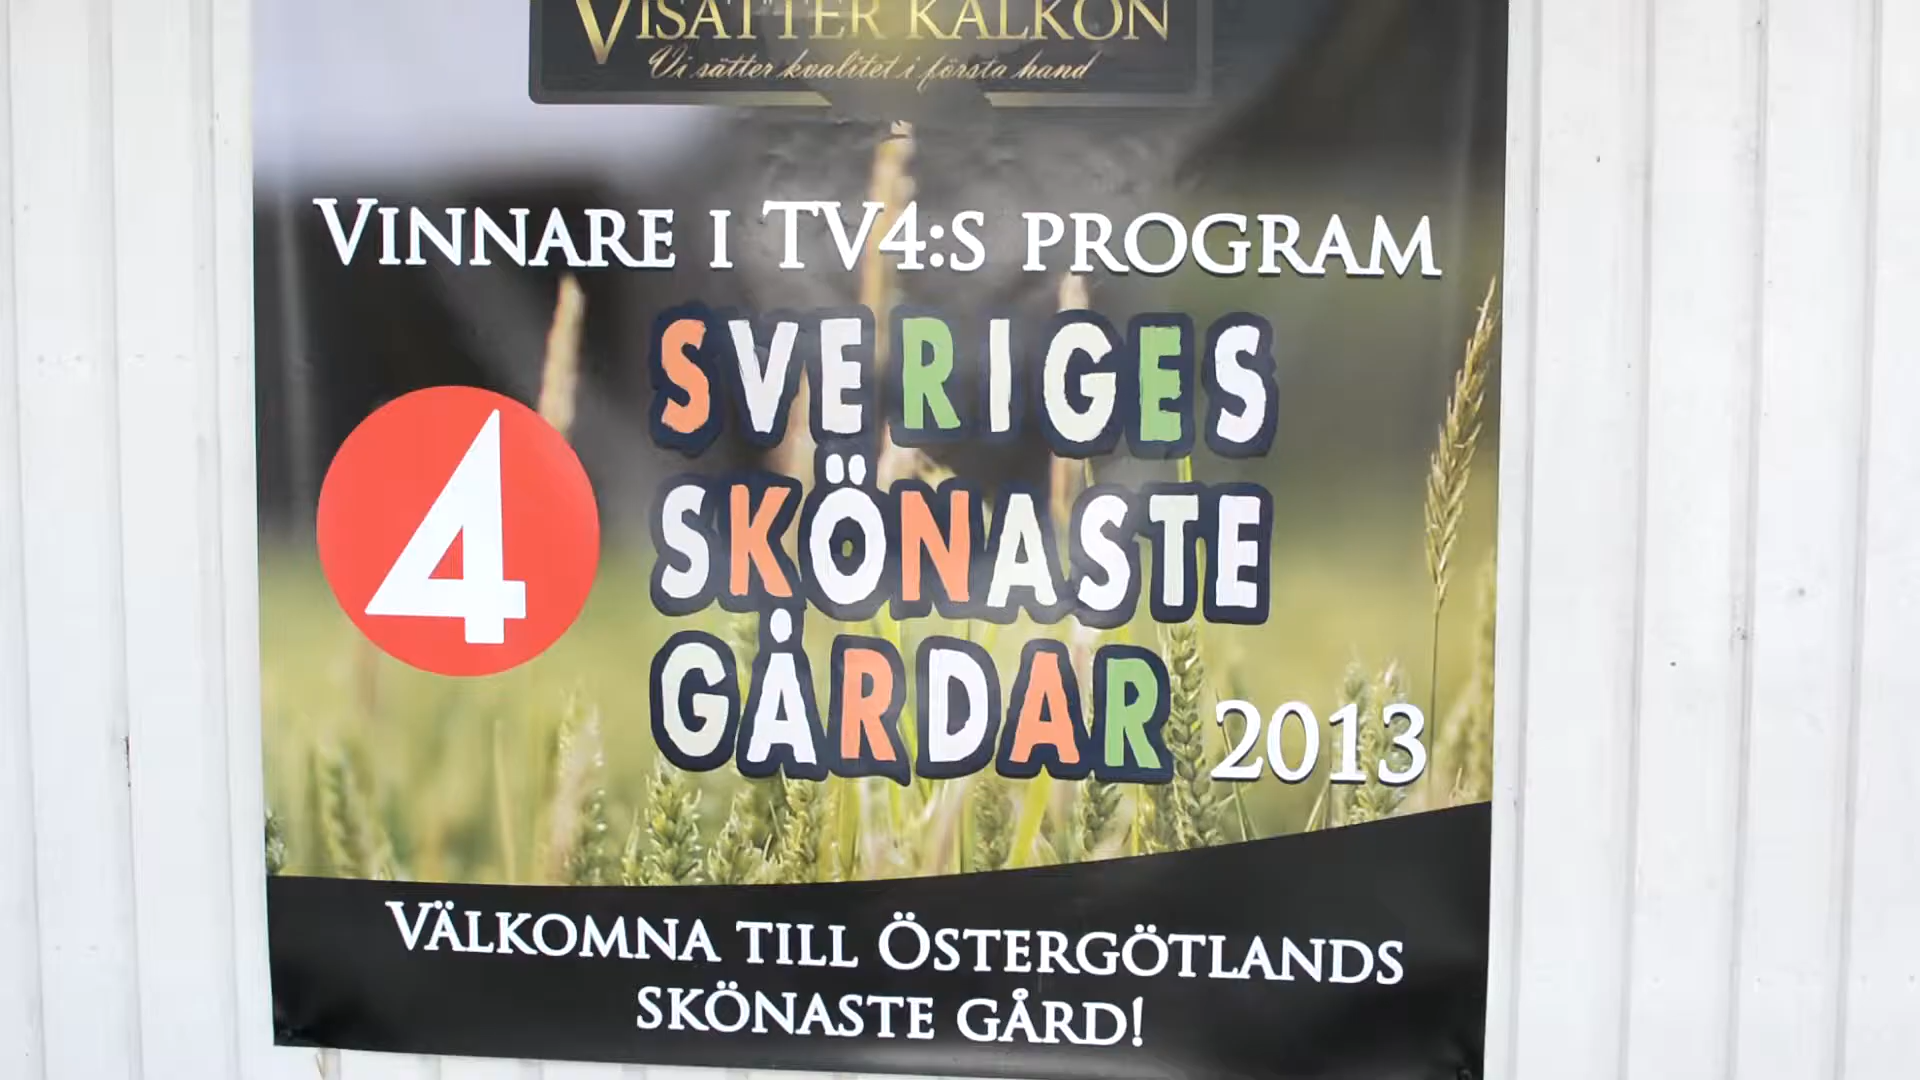 VISÄTTER KALKON
Vi sätter kvalitet i första hand
VINNARE I TV4:S PROGRAM
SVERIGES
4
SKÖNASTE
GÅRDAR 2013
VÄLKOMNA TILL ÖSTERGÖTLANDS
SKÖNASTE GÅRD!